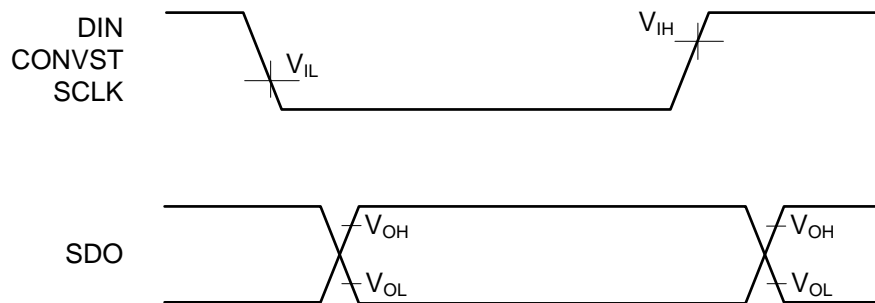 DIN
CONVST
SCLK
VIL
VIH
SDO
VOH
VOL
VOH
VOL